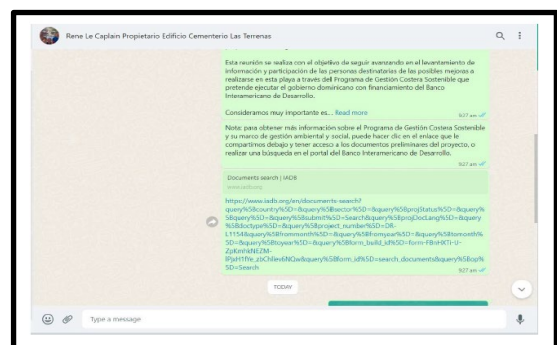 Rene Le Caplain Propietario Edificio Cementerio Las Terrenas
Esta reunión se realiza con el objetivo de seguir avanzando en el levantamiento de
información y participación de las personas destinatarias de las posibles mejoras a
realizarse en esta playa a través del Programa de Gestión Costera Sostenible que
pretende ejecutar el gobierno dominicano con financiamiento del Banco
Interamericano de Desarrollo.
Consideramos muy importante es... Read more
9:27 am
Nota: para obtener más información sobre el Programa de Gestión Costera Sostenible
y su marco de gestión ambiental y social, puede hacer clic en el enlace que le
compartimos debajo y tener acceso a los documentos preliminares del proyecto, o
realizar una búsqueda en el portal del Banco Interamericano de Desarrollo.
9:27 am
Documents search | IADB
www.iadb.org
https://www.iadb.org/en/documents-search?
query%5Bcountry%5D=&query%5Bsector%5D=&query%5BprojStatus%5D=&query%
5Bquery%5D=&query%5Bsubmit%5D=Search&query%5BprojDocLang%5D=&query
%5Bdoctype%5D=&query%5Bproject_number%5D=DR-
L1154&query%5Bfrommonth%5D=&query%5Bfromyear%5D=&query%5Btomonth%
5D=&query%5Btoyear%5D=&query%5Bform_build_id%5D=
5D=Search
9:27 am
TODAY
Type a message